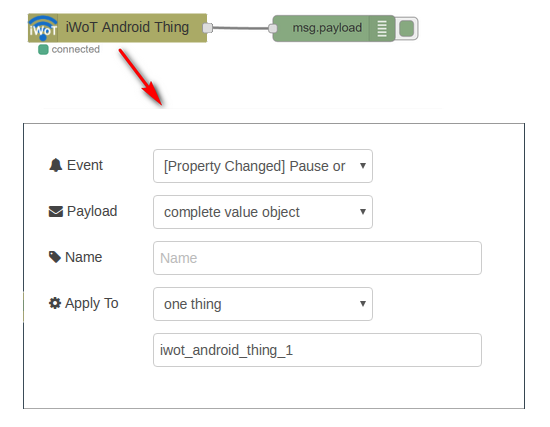 iWoT iWoT Android Thing
msg.payload
connected
Event [Property Changed] Pause or
Payload complete value object
Name Name
Apply To one thing
iwot_android_thing_1